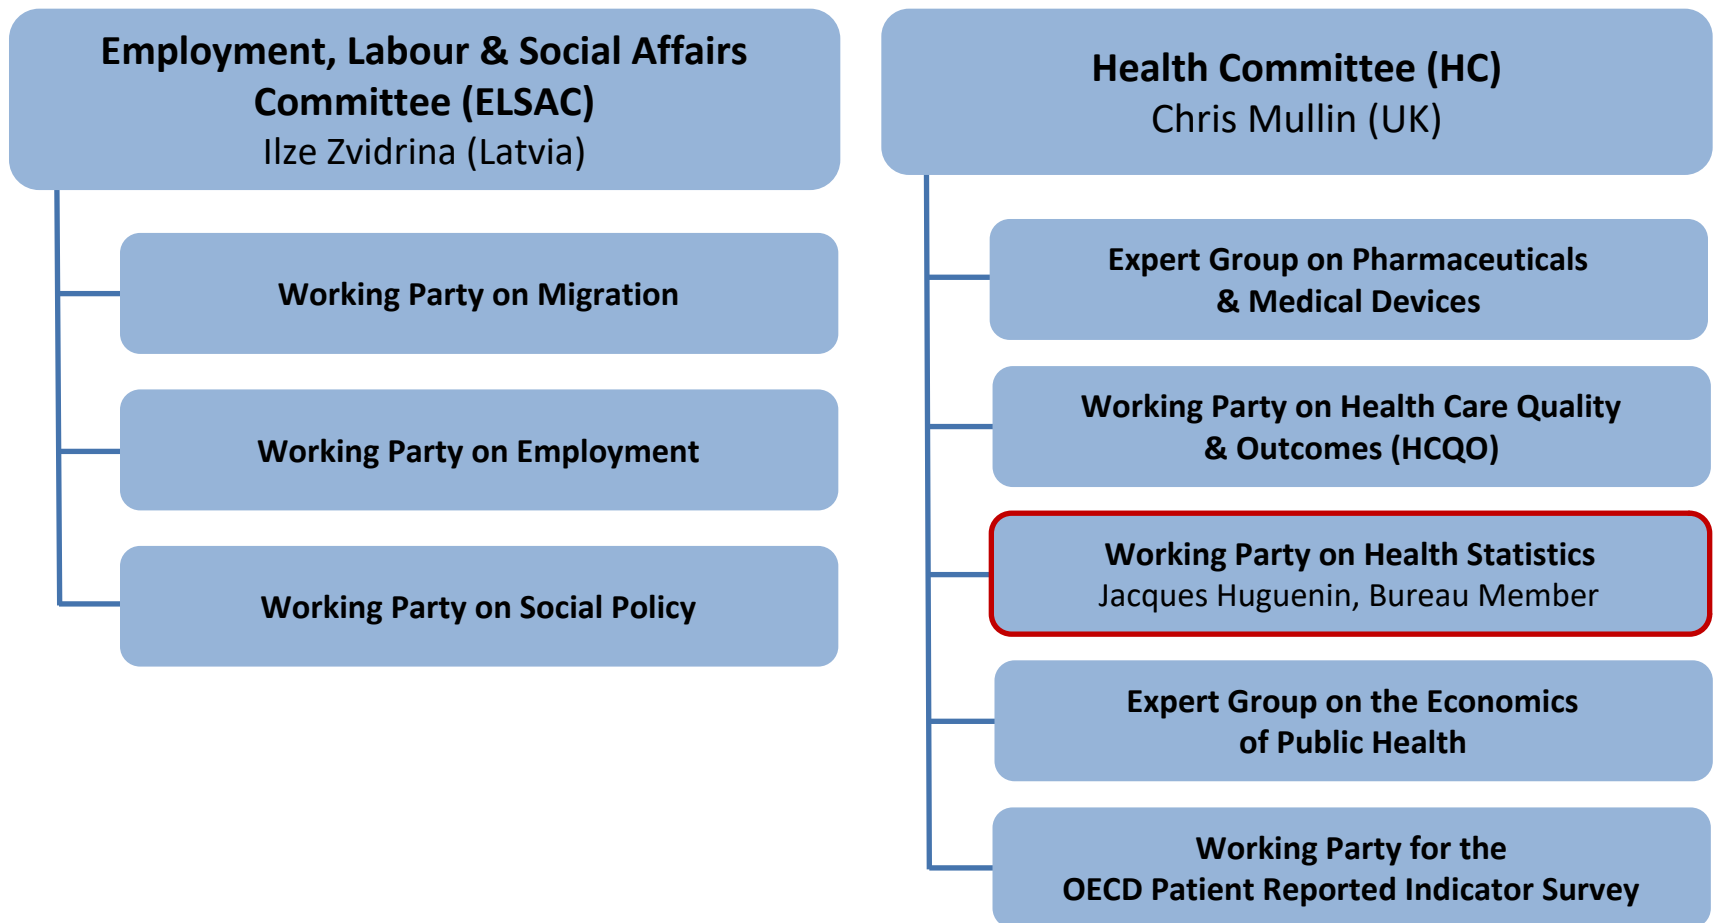 Employment, Labour & Social Affairs
Committee (ELSAC)
Ilze Zvidrina (Latvia)
Working Party on Migration
Working Party on Employment
Working Party on Social Policy
Health Committee (HC)
Chris Mullin (UK)
Expert Group on Pharmaceuticals
& Medical Devices
Working Party on Health Care Quality
& Outcomes (HCQO)
Working Party on Health Statistics
Jacques Huguenin, Bureau Member
Expert Group on the Economics
of Public Health
Working Party for the
OECD Patient Reported Indicator Survey